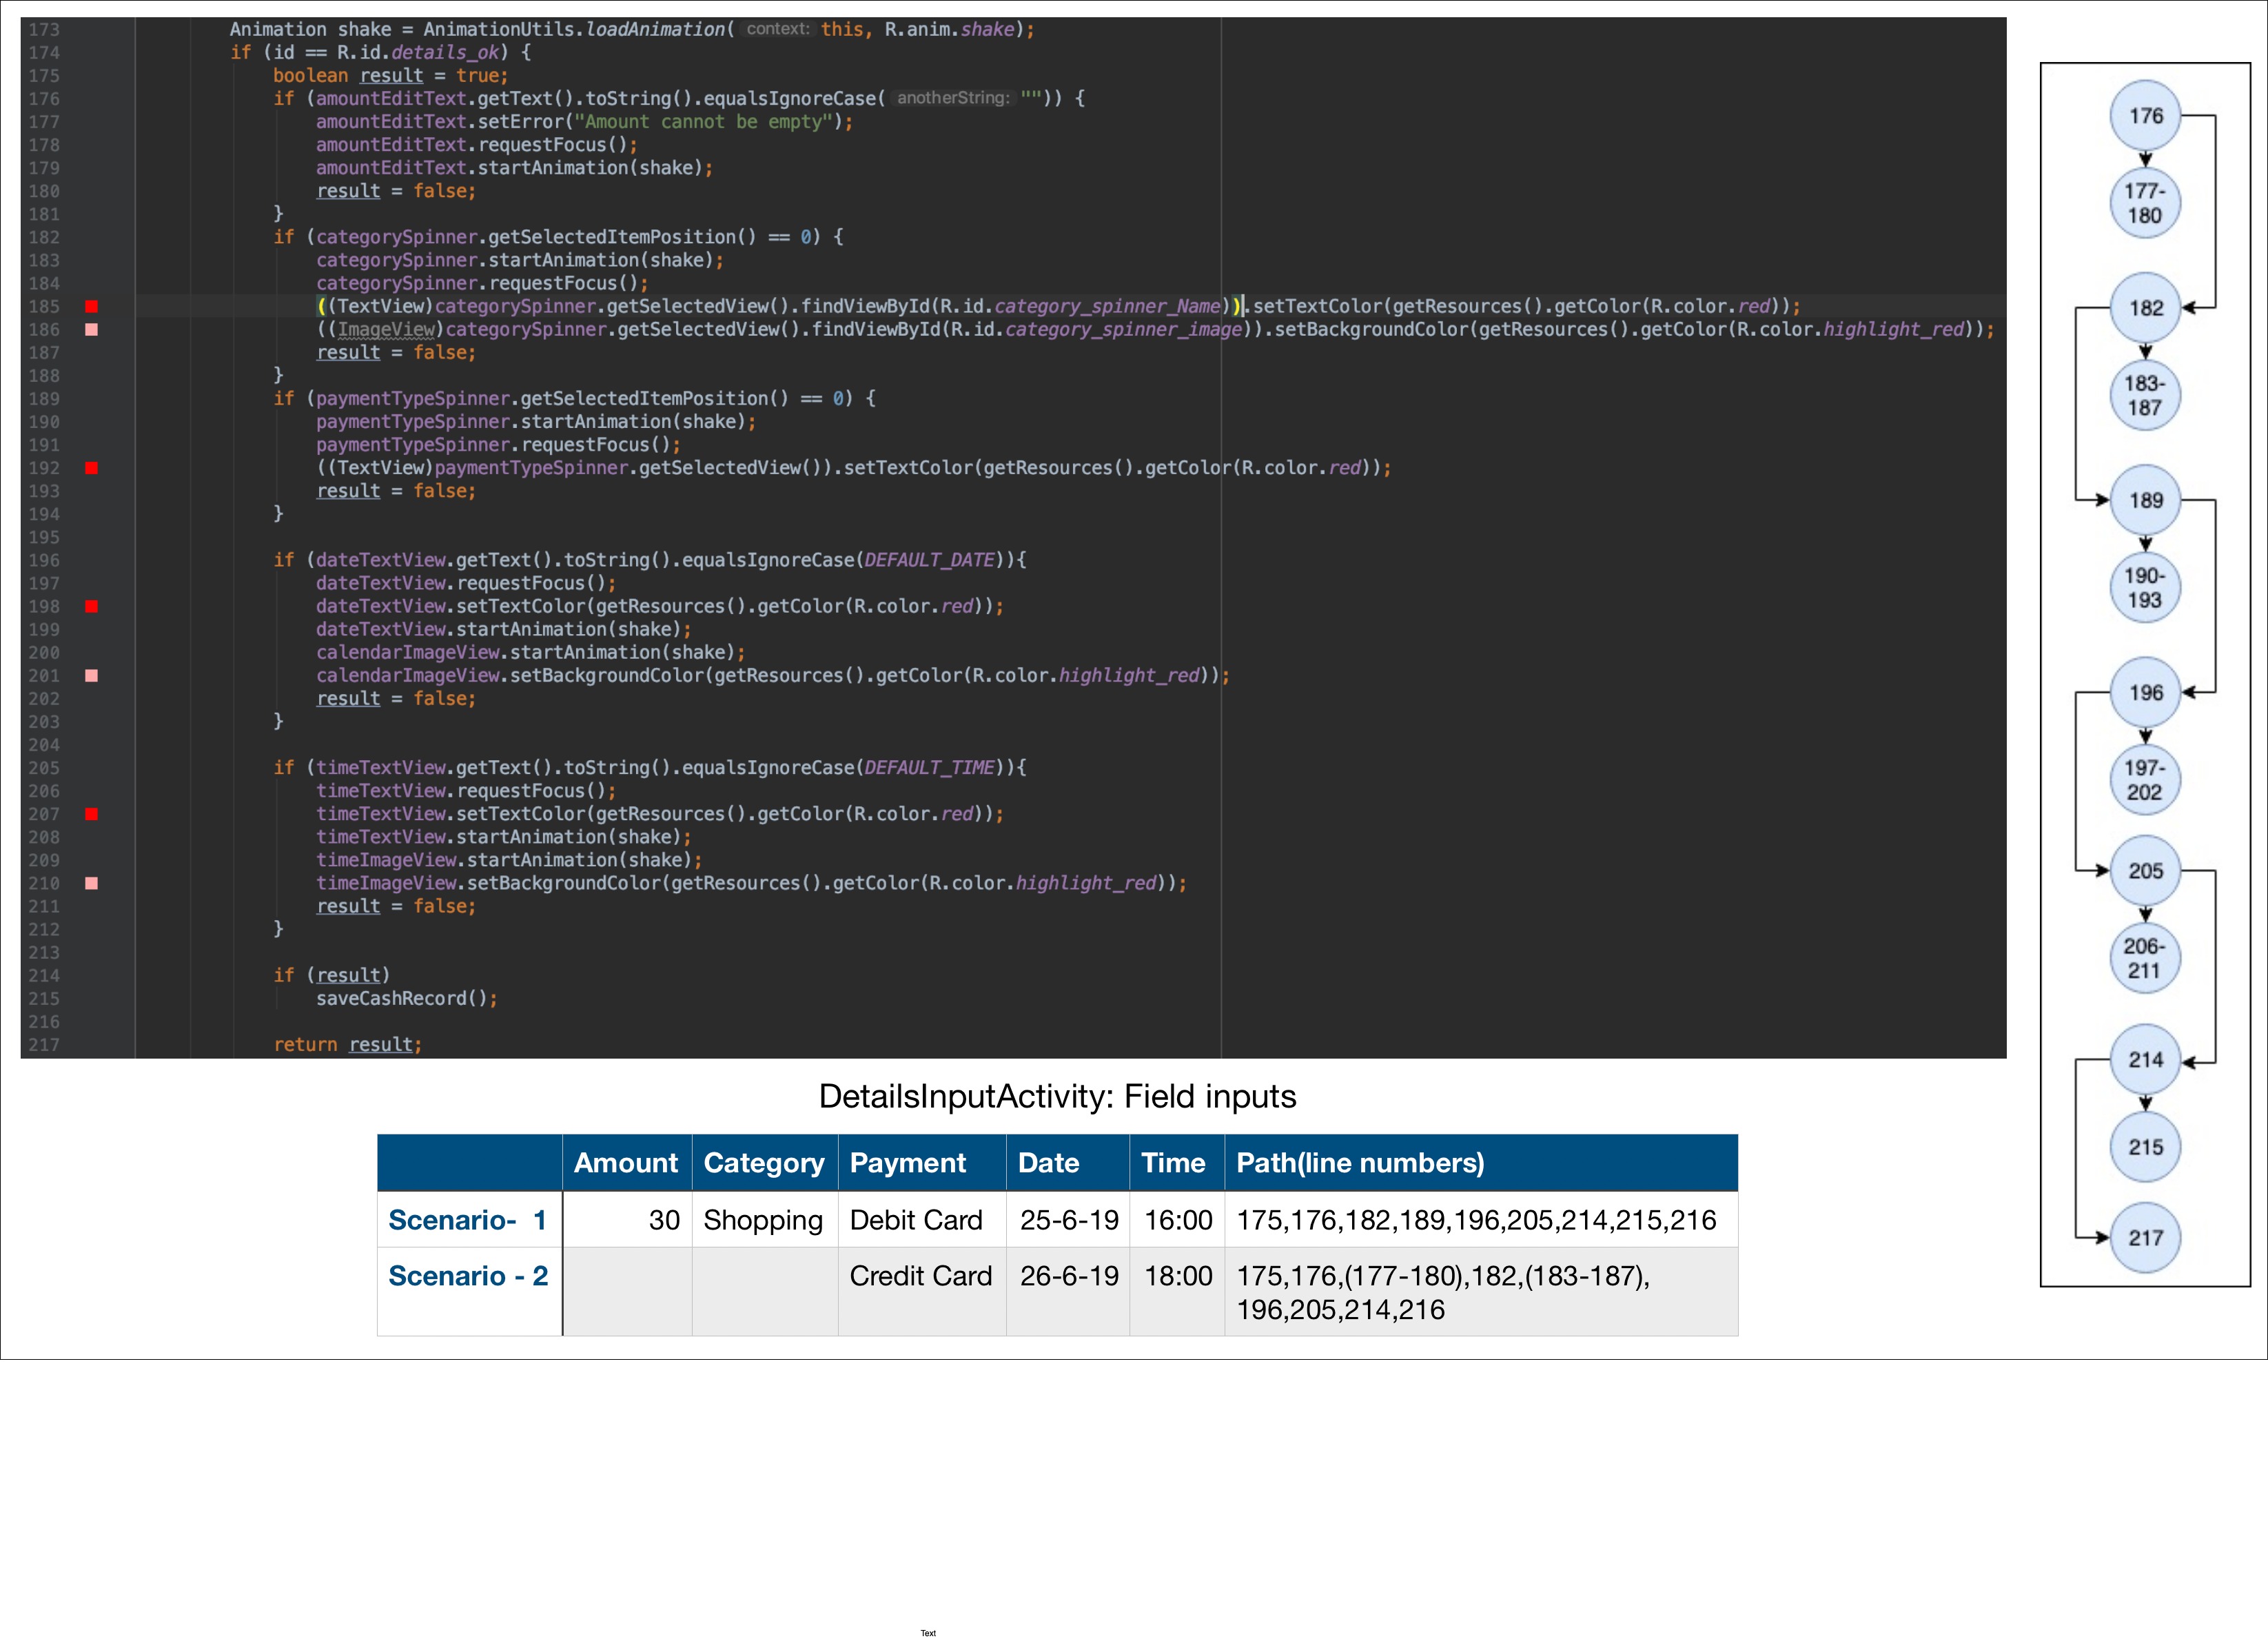 173 Animation shake = AnimationUtils.loadAnimation( context: this, R.anim.shake);
174 if (id == R.id.details_ok) {
175 boolean result = true;
176 if (amountEditText.getText().toString().equalsIgnoreCase( anotherString: "")) {
177 amountEditText.setError("Amount cannot be empty");
178 amountEditText.requestFocus();
179 amountEditText.startAnimation(shake);
180 result = false;
181 }
182 if (categorySpinner.getSelectedItemPosition() == 0) {
183 categorySpinner.startAnimation(shake);
184 categorySpinner.requestFocus();
185 ((TextView)categorySpinner.getSelectedView().findViewById(R.id.category_spinner_Name)).setTextColor(getResources().getColor(R.color.red));
186 ((ImageView)categorySpinner.getSelectedView().findViewById(R.id.category_spinner_image)).setBackgroundColor(getResources().getColor(R.color.highlight_red));
187 result = false;
188 }
189 if (paymentTypeSpinner.getSelectedItemPosition() == 0) {
190 paymentTypeSpinner.startAnimation(shake);
191 paymentTypeSpinner.requestFocus();
192 ((TextView)paymentTypeSpinner.getSelectedView()).setTextColor(getResources().getColor(R.color.red));
193 result = false;
194 }
195
196 if (dateTextView.getText().toString().equalsIgnoreCase(DEFAULT_DATE)){
197 dateTextView.requestFocus();
198 dateTextView.setTextColor(getResources().getColor(R.color.red));
199 dateTextView.startAnimation(shake);
200 calendarImageView.startAnimation(shake);
201 calendarImageView.setBackgroundColor(getResources().getColor(R.color.highlight_red));
202 result = false;
203 }
204
205 if (timeTextView.getText().toString().equalsIgnoreCase(DEFAULT_TIME)){
206 timeTextView.requestFocus();
207 timeTextView.setTextColor(getResources().getColor(R.color.red));
208 timeTextView.startAnimation(shake);
209 timeImageView.startAnimation(shake);
210 timeImageView.setBackgroundColor(getResources().getColor(R.color.highlight_red));
211 result = false;
212 }
213
214 if (result)
215 saveCashRecord();
216
217 return result;
176
177-
180
182
183-
187
189
190-
193
196
197-
202
205
206-
211
214
215
217
DetailsInputActivity: Field inputs
Amount Category Payment Date Time Path(line numbers)
Scenario- 1 30 Shopping Debit Card 25-6-19 16:00 175,176,182,189,196,205,214,215,216
Scenario - 2 Credit Card 26-6-19 18:00 175,176,(177-180),182,(183-187),
196,205,214,216
Text